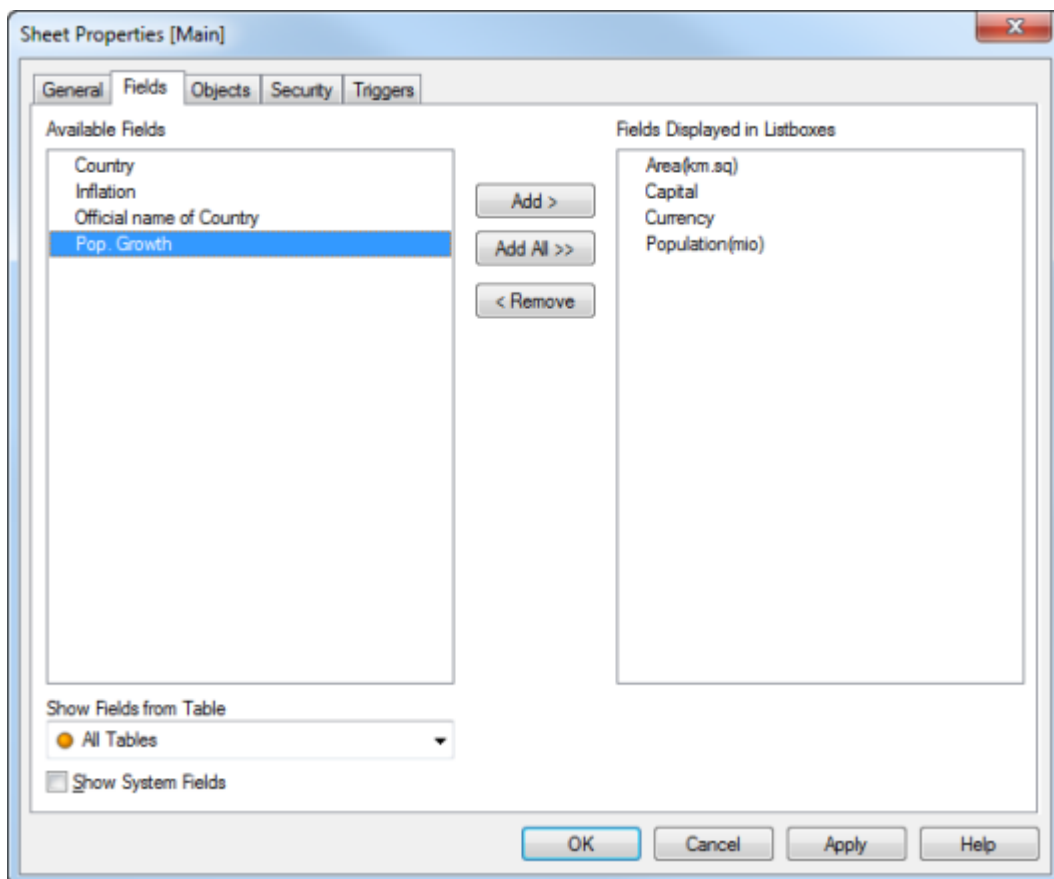 Sheet Properties [Main]
General Fields Objects Security Triggers
Available Fields
Country
Inflation
Official name of Country
Pop. Growth
Add >
Add All >>
< Remove
Fields Displayed in Listboxes
Area(km.sq)
Capital
Currency
Population(mio)
Show Fields from Table
All Tables
Show System Fields
OK Cancel Apply Help